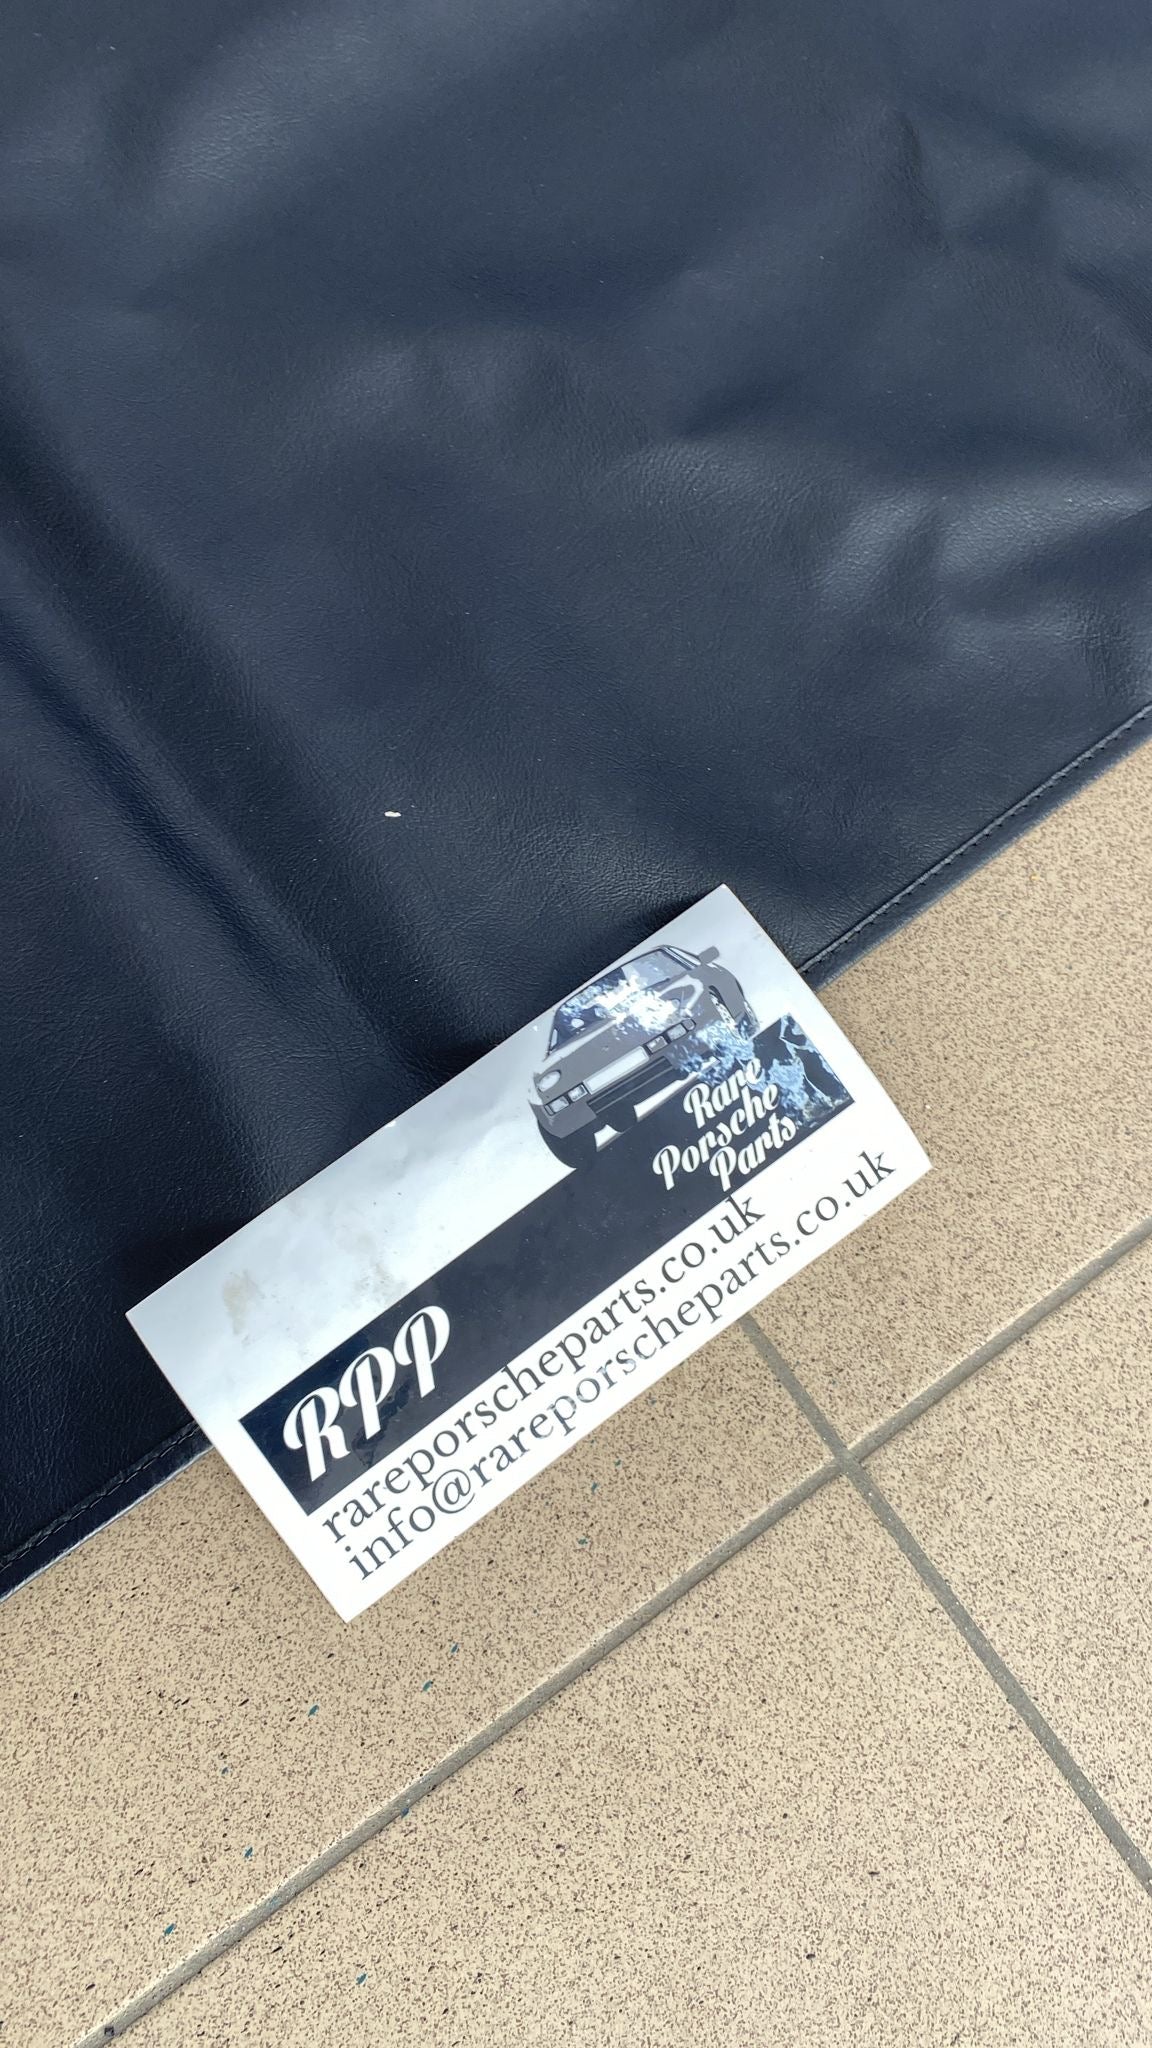 Rare
Porsche
Parts
RPP
rareporscheparts.co.uk
info@rareporscheparts.co.uk